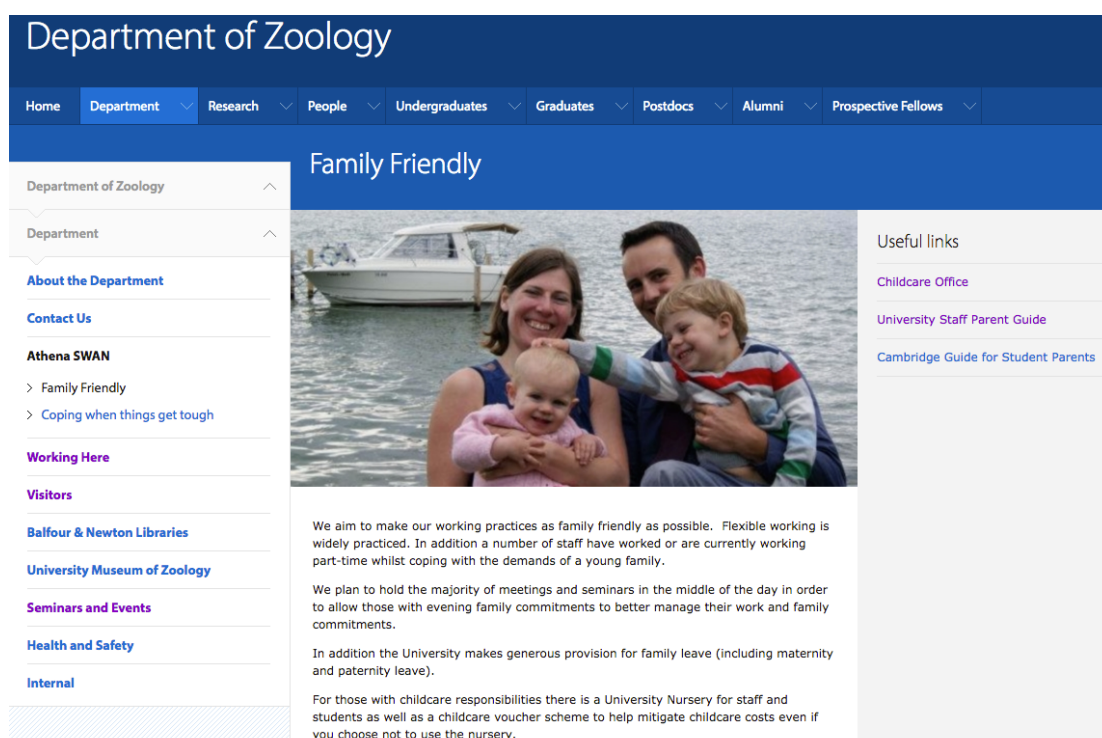 Department of Zoology
Home
Department
Research
People
Undergraduates
Graduates
Postdocs
Alumni
Prospective Fellows
Family Friendly
Department of Zoology
Department
About the Department
Contact Us
Athena SWAN
> Family Friendly
> Coping when things get tough
Working Here
Visitors
Balfour & Newton Libraries
University Museum of Zoology
Seminars and Events
Health and Safety
Internal
We aim to make our working practices as family friendly as possible.  Flexible working is
widely practiced. In addition a number of staff have worked or are currently working
part-time whilst coping with the demands of a young family.
We plan to hold the majority of meetings and seminars in the middle of the day in order
to allow those with evening family commitments to better manage their work and family
commitments.
In addition the University makes generous provision for family leave (including maternity
and paternity leave).
For those with childcare responsibilities there is a University Nursery for staff and
students as well as a childcare voucher scheme to help mitigate childcare costs even if
you choose not to use the nursery.
Useful links
Childcare Office
University Staff Parent Guide
Cambridge Guide for Student Parents